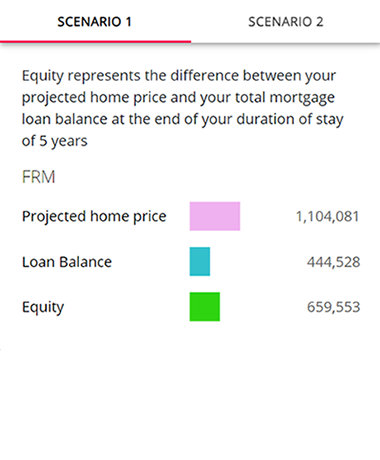 SCENARIO 1 SCENARIO 2
Equity represents the difference between your
projected home price and your total mortgage
loan balance at the end of your duration of stay
of 5 years
FRM
Projected home price 1,104,081
Loan Balance 444,528
Equity 659,553